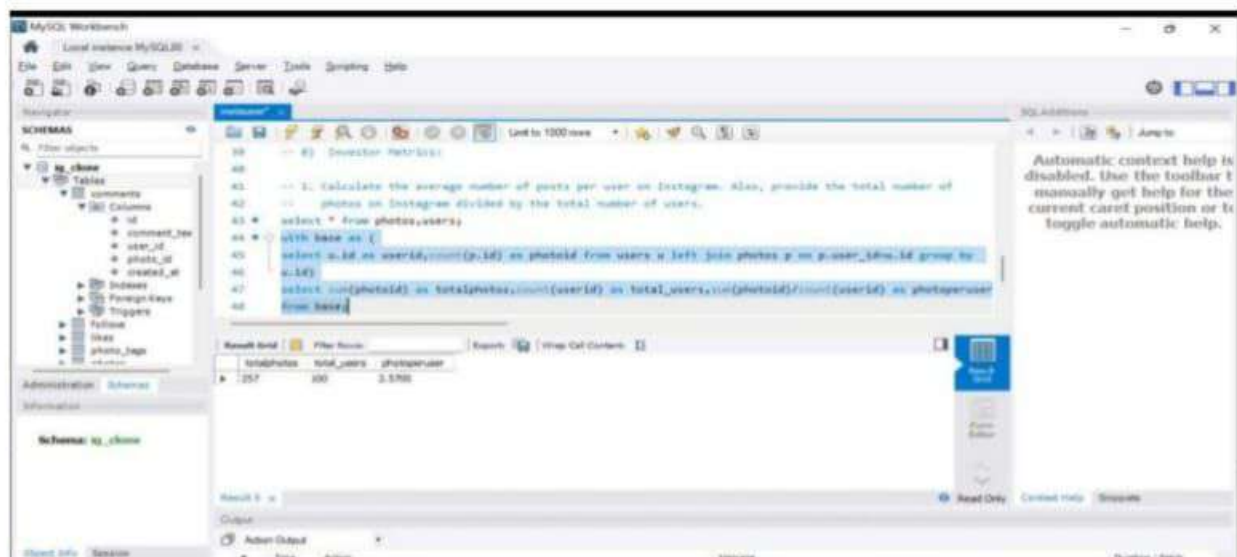 MySQL Workbench
Local instance MySQL80
File Edit View Query Database Server Tools Scripting Help
Navigator
SCHEMAS
Filter objects
ig_clone
Tables
comments
Columns
id
comment_tex
user_id
photo_id
created_at
Indexes
Foreign Keys
Triggers
follows
likes
photo_tags
photos
Administration Schemas
Information
Schema: ig_clone
Object Info Session
Limit to 1000 rows
39 -- B) Investor Metrics:
40
41 -- 1. Calculate the average number of posts per user on Instagram. Also, provide the total number of
42 -- photos on Instagram divided by the total number of users.
43 select * from photos,users;
44 with base as (
45 select u.id as userid,count(p.id) as photoid from users u left join photos p on p.user_id=u.id group by
46 u.id)
47 select sum(photoid) as totalphotos,count(userid) as total_users,sum(photoid)/count(userid) as photoperuser
48 from base;
Result Grid Filter Rows: Export: Wrap Cell Content:
totalphotos total_users photoperuser
257 100 2.5700
Result Grid
Form Editor
Result 5
Read Only
Output
Action Output
SQL Additions
Jump to
Automatic context help is
disabled. Use the toolbar t
manually get help for the
current caret position or to
toggle automatic help.
Context Help Snippets